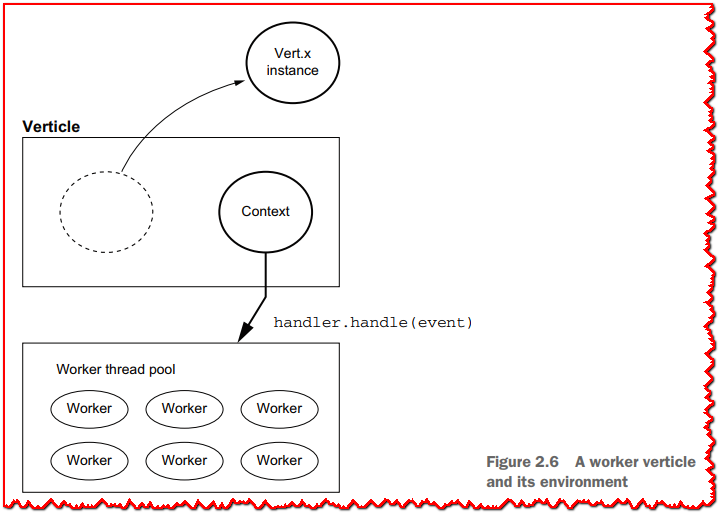 Vert.x
instance
Verticle
Context
handler.handle(event)
Worker thread pool
Worker Worker Worker
Worker Worker Worker
Figure 2.6 A worker verticle
and its environment